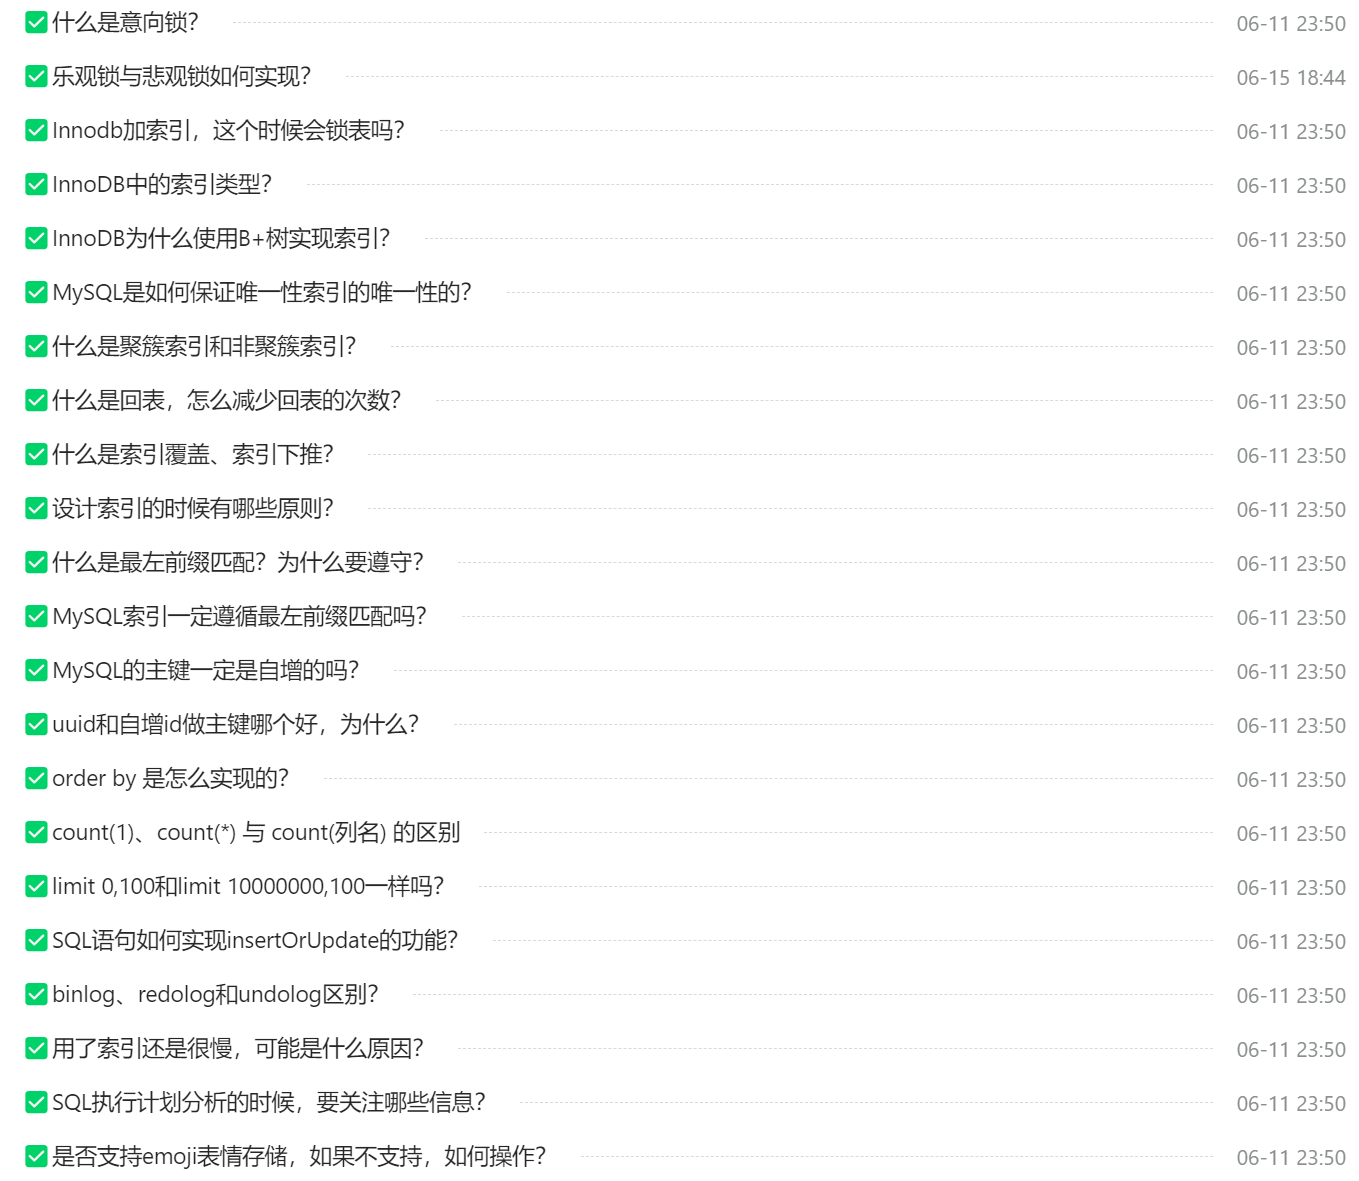 什么是意向锁？ 06-11 23:50
乐观锁与悲观锁如何实现？ 06-15 18:44
Innodb加索引，这个时候会锁表吗？ 06-11 23:50
InnoDB中的索引类型？ 06-11 23:50
InnoDB为什么使用B+树实现索引？ 06-11 23:50
MySQL是如何保证唯一性索引的唯一性的？ 06-11 23:50
什么是聚簇索引和非聚簇索引？ 06-11 23:50
什么是回表，怎么减少回表的次数？ 06-11 23:50
什么是索引覆盖、索引下推？ 06-11 23:50
设计索引的时候有哪些原则？ 06-11 23:50
什么是最左前缀匹配？为什么要遵守？ 06-11 23:50
MySQL索引一定遵循最左前缀匹配吗？ 06-11 23:50
MySQL的主键一定是自增的吗？ 06-11 23:50
uuid和自增id做主键哪个好，为什么？ 06-11 23:50
order by 是怎么实现的？ 06-11 23:50
count(1)、count(*) 与 count(列名) 的区别 06-11 23:50
limit 0,100和limit 10000000,100一样吗？ 06-11 23:50
SQL语句如何实现insertOrUpdate的功能？ 06-11 23:50
binlog、redolog和undolog区别？ 06-11 23:50
用了索引还是很慢，可能是什么原因？ 06-11 23:50
SQL执行计划分析的时候，要关注哪些信息？ 06-11 23:50
是否支持emoji表情存储，如果不支持，如何操作？ 06-11 23:50